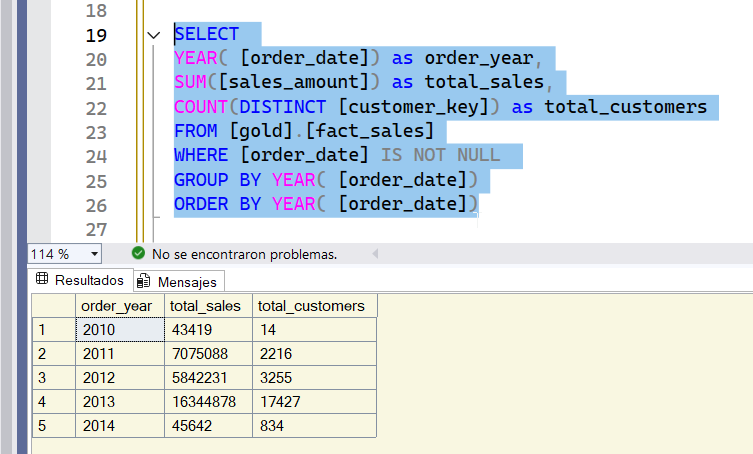 18
19 SELECT
20 YEAR( [order_date]) as order_year,
21 SUM([sales_amount]) as total_sales,
22 COUNT(DISTINCT [customer_key]) as total_customers
23 FROM [gold].[fact_sales]
24 WHERE [order_date] IS NOT NULL
25 GROUP BY YEAR( [order_date])
26 ORDER BY YEAR( [order_date])
27
114 % No se encontraron problemas.
Resultados Mensajes
order_year total_sales total_customers
1 2010 43419 14
2 2011 7075088 2216
3 2012 5842231 3255
4 2013 16344878 17427
5 2014 45642 834